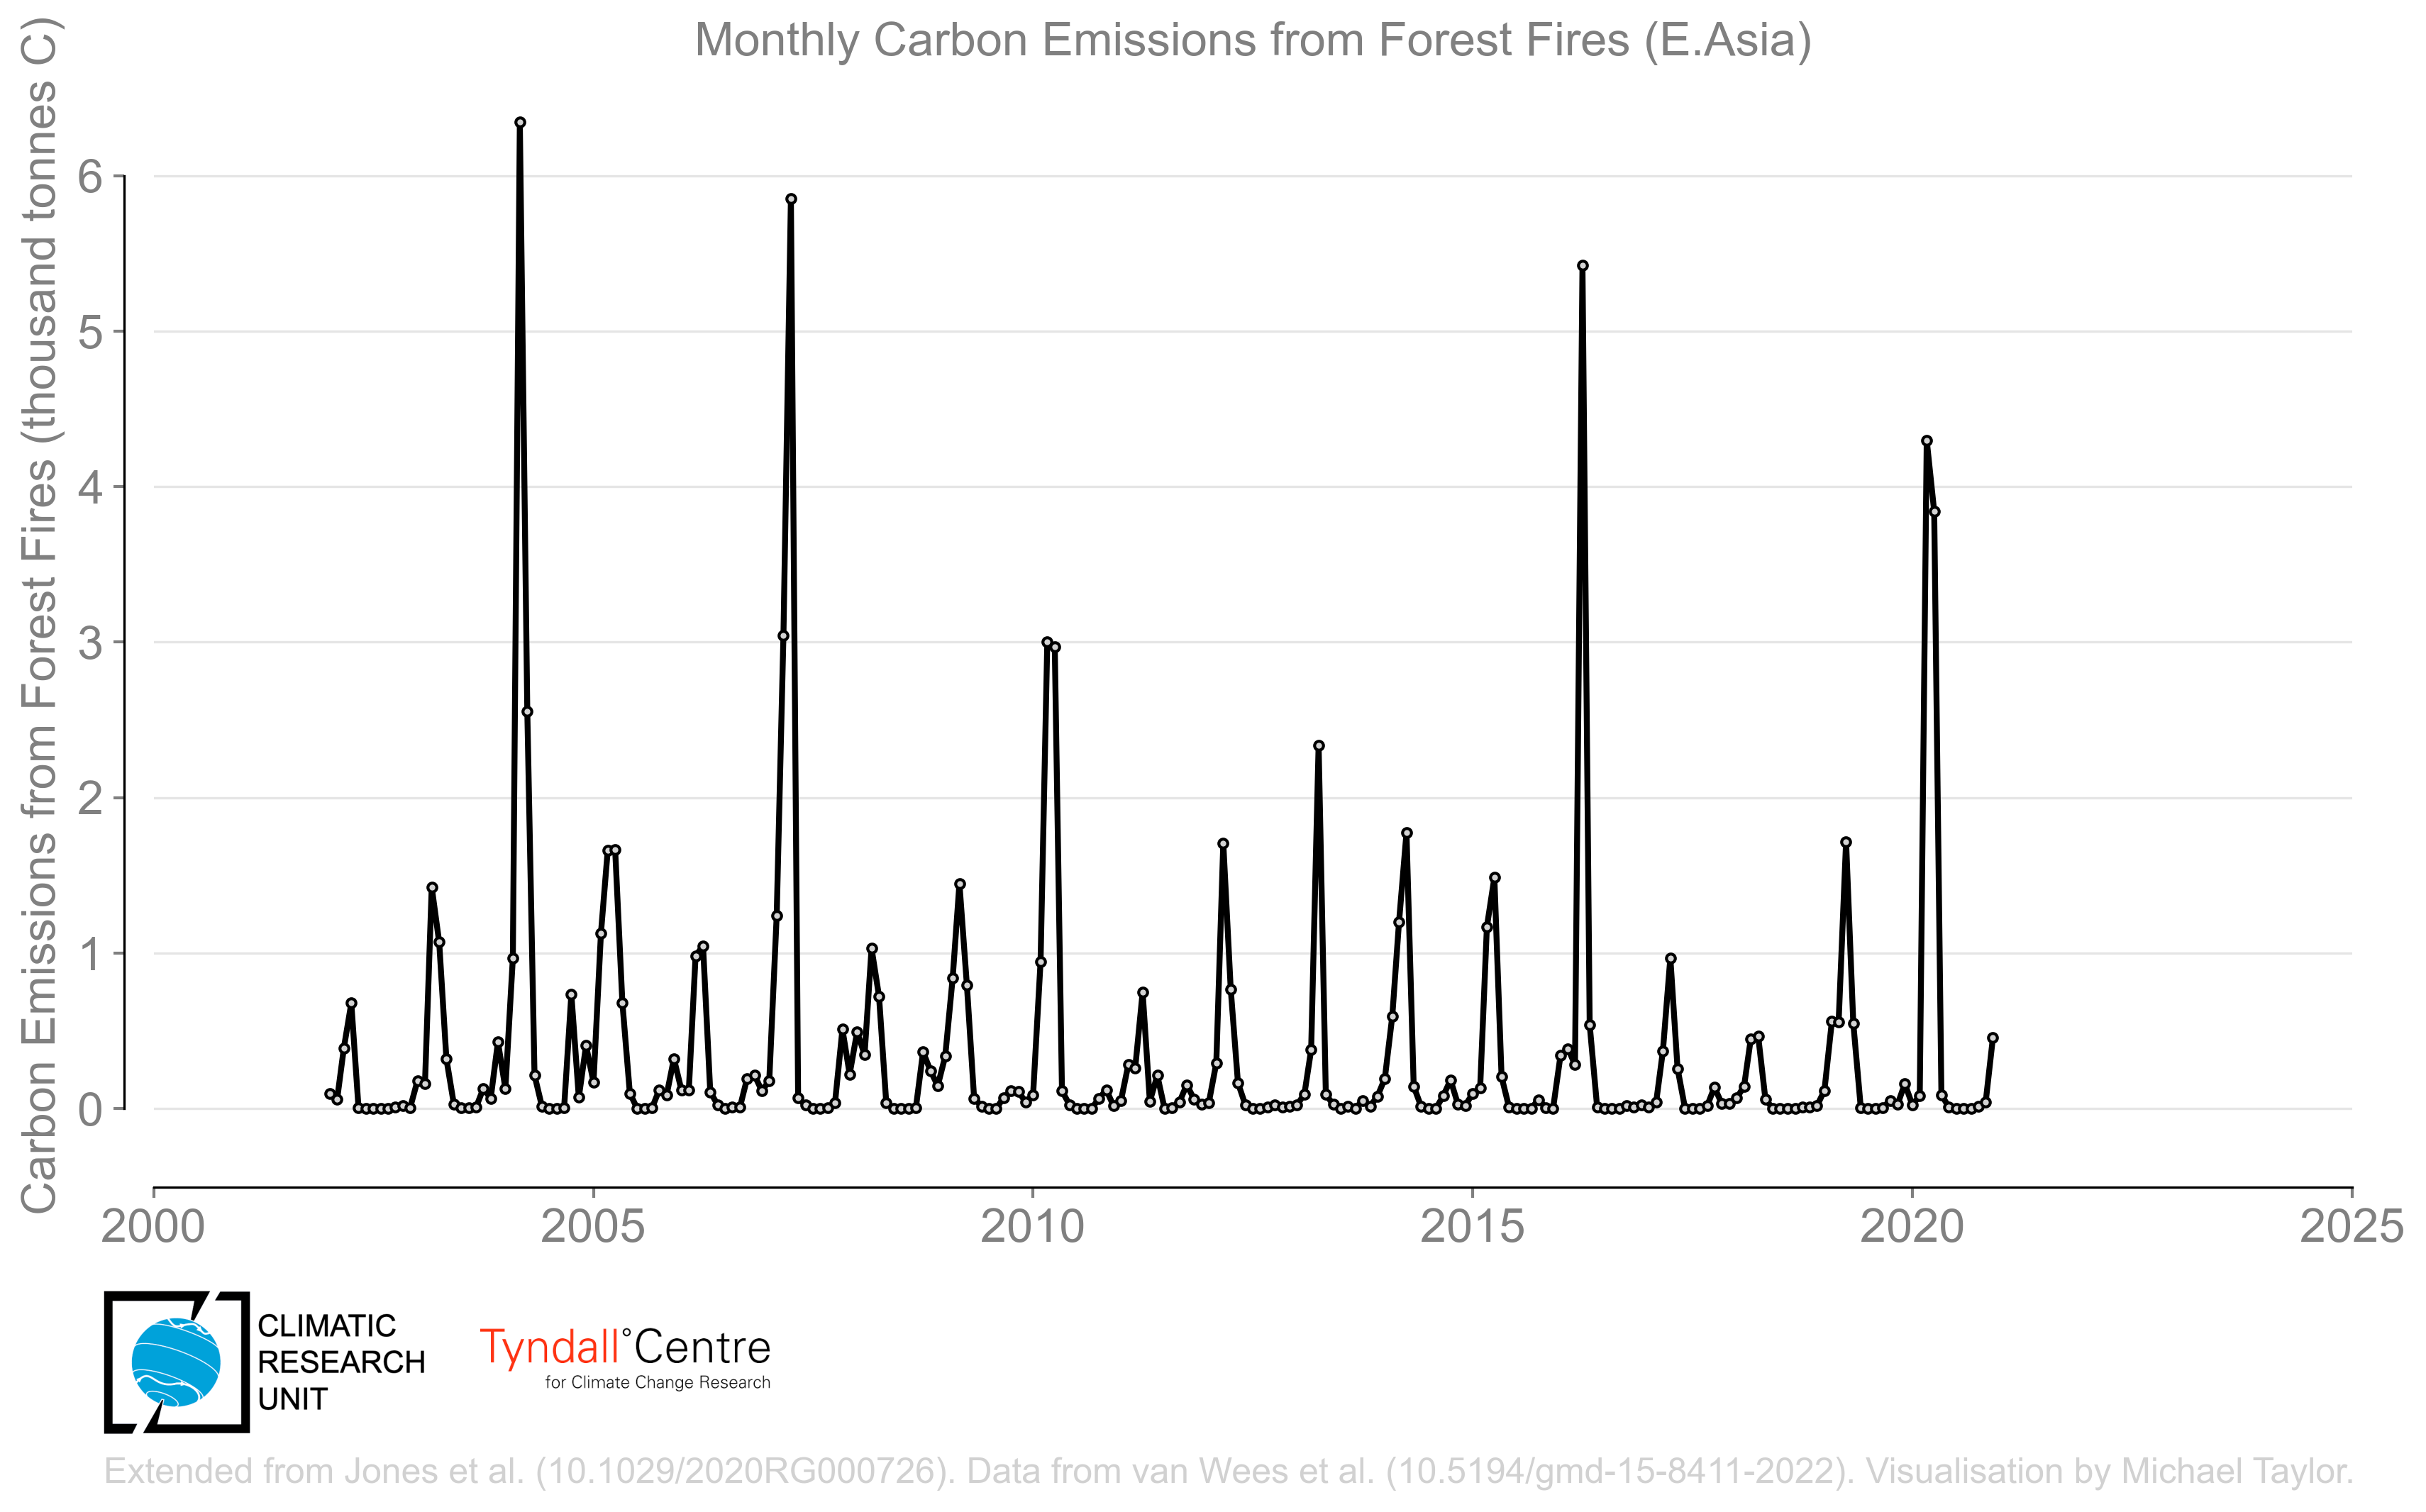 Monthly Carbon Emissions from Forest Fires (E.Asia)
Carbon Emissions from Forest Fires (thousand tonnes C)
6
5
4
3
2
1
0
2000 2005 2010 2015 2020 2025
CLIMATIC
RESEARCH
UNIT
Tyndall°Centre
for Climate Change Research
Extended from Jones et al. (10.1029/2020RG000726). Data from van Wees et al. (10.5194/gmd-15-8411-2022). Visualisation by Michael Taylor.